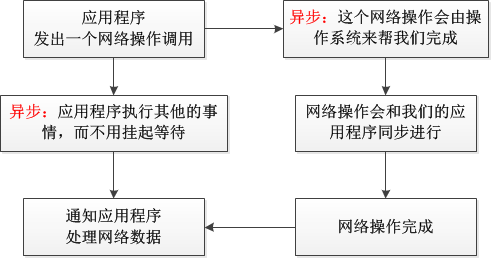 应用程序
发出一个网络操作调用
异步：这个网络操作会由操
作系统来帮我们完成
异步：应用程序执行其他的事
情，而不用挂起等待
网络操作会和我们的应
用程序同步进行
通知应用程序
处理网络数据
网络操作完成